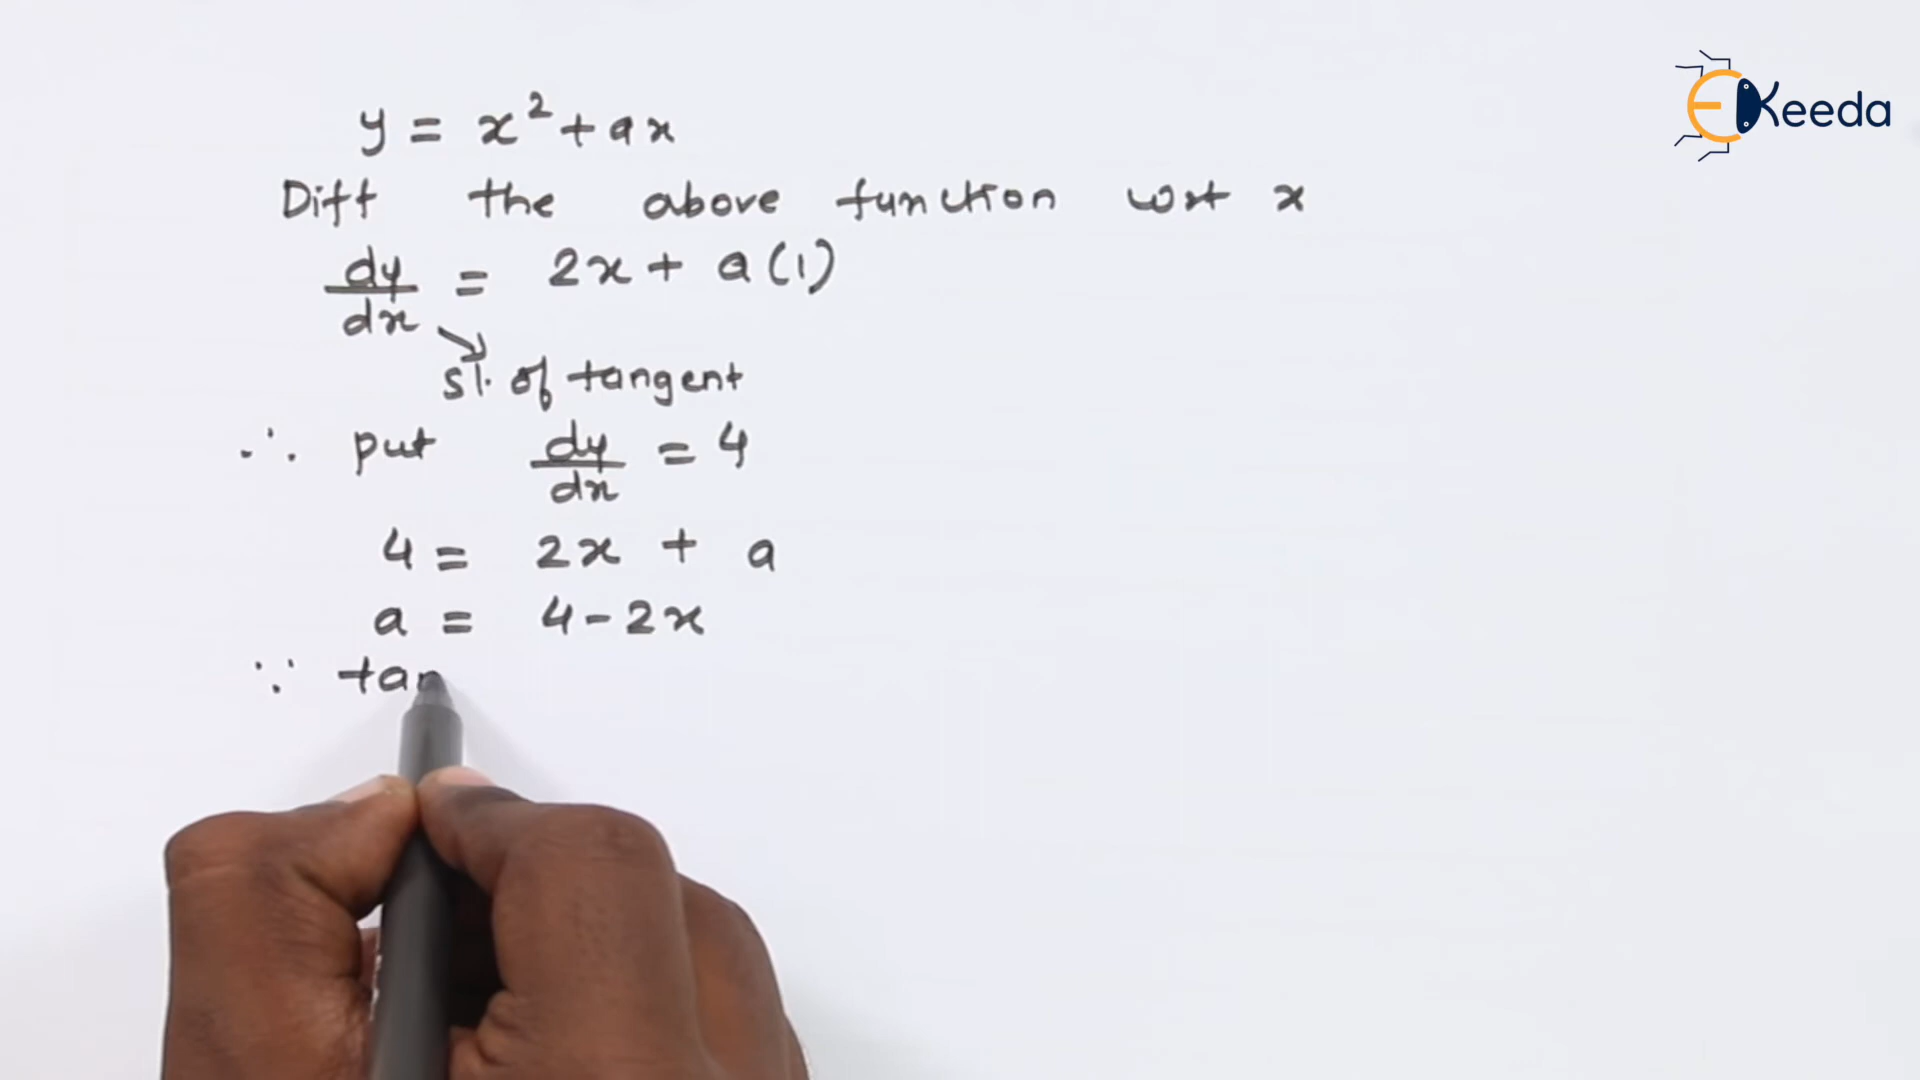 EKeeda
y = x² + ax
Diff the above function wrt x
dy/dx = 2x + a(1)
sl. of tangent
∴ put dy/dx = 4
4 = 2x + a
a = 4 - 2x
∵ tan